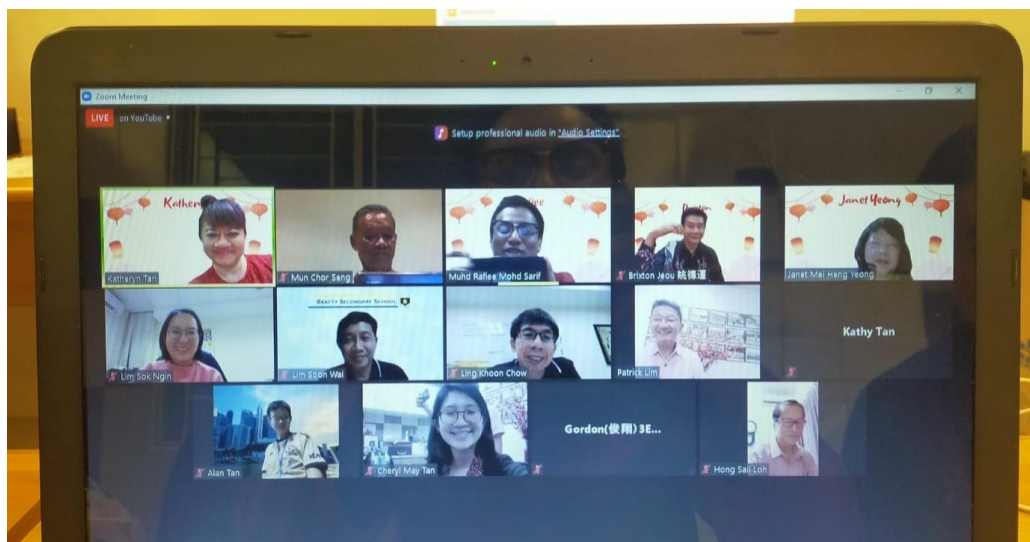 Zoom Meeting
LIVE on YouTube
Setup professional audio in "Audio Settings"
Katheryn Tan
Mun Chor Seng
Muhd Rafiee Mohd Sarif
Brixton Jeou 姚德運
Janet Yeong
Janet Mei Heng Yeong
Lim Sok Ngin
BEATTY SECONDARY SCHOOL
Lim Soon Wai
Ling Khoon Chow
Patrick Lim
Kathy Tan
Alan Tan
Cheryl May Tan
Gordon(俊翔) 3E...
Hong Saii Loh